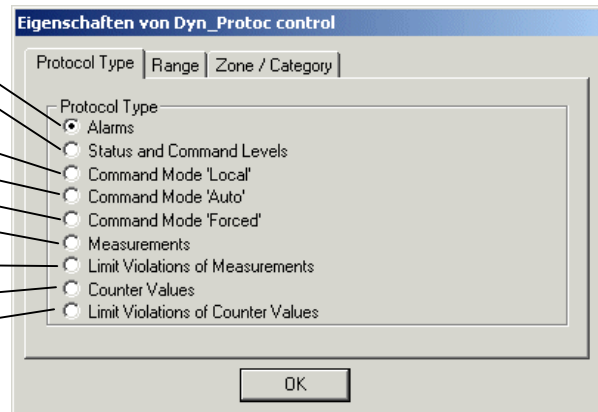 Eigenschaften von Dyn_Protoc control
Protocol Type Range Zone / Category
Protocol Type
Alarms
Status and Command Levels
Command Mode 'Local'
Command Mode 'Auto'
Command Mode 'Forced'
Measurements
Limit Violations of Measurements
Counter Values
Limit Violations of Counter Values
OK